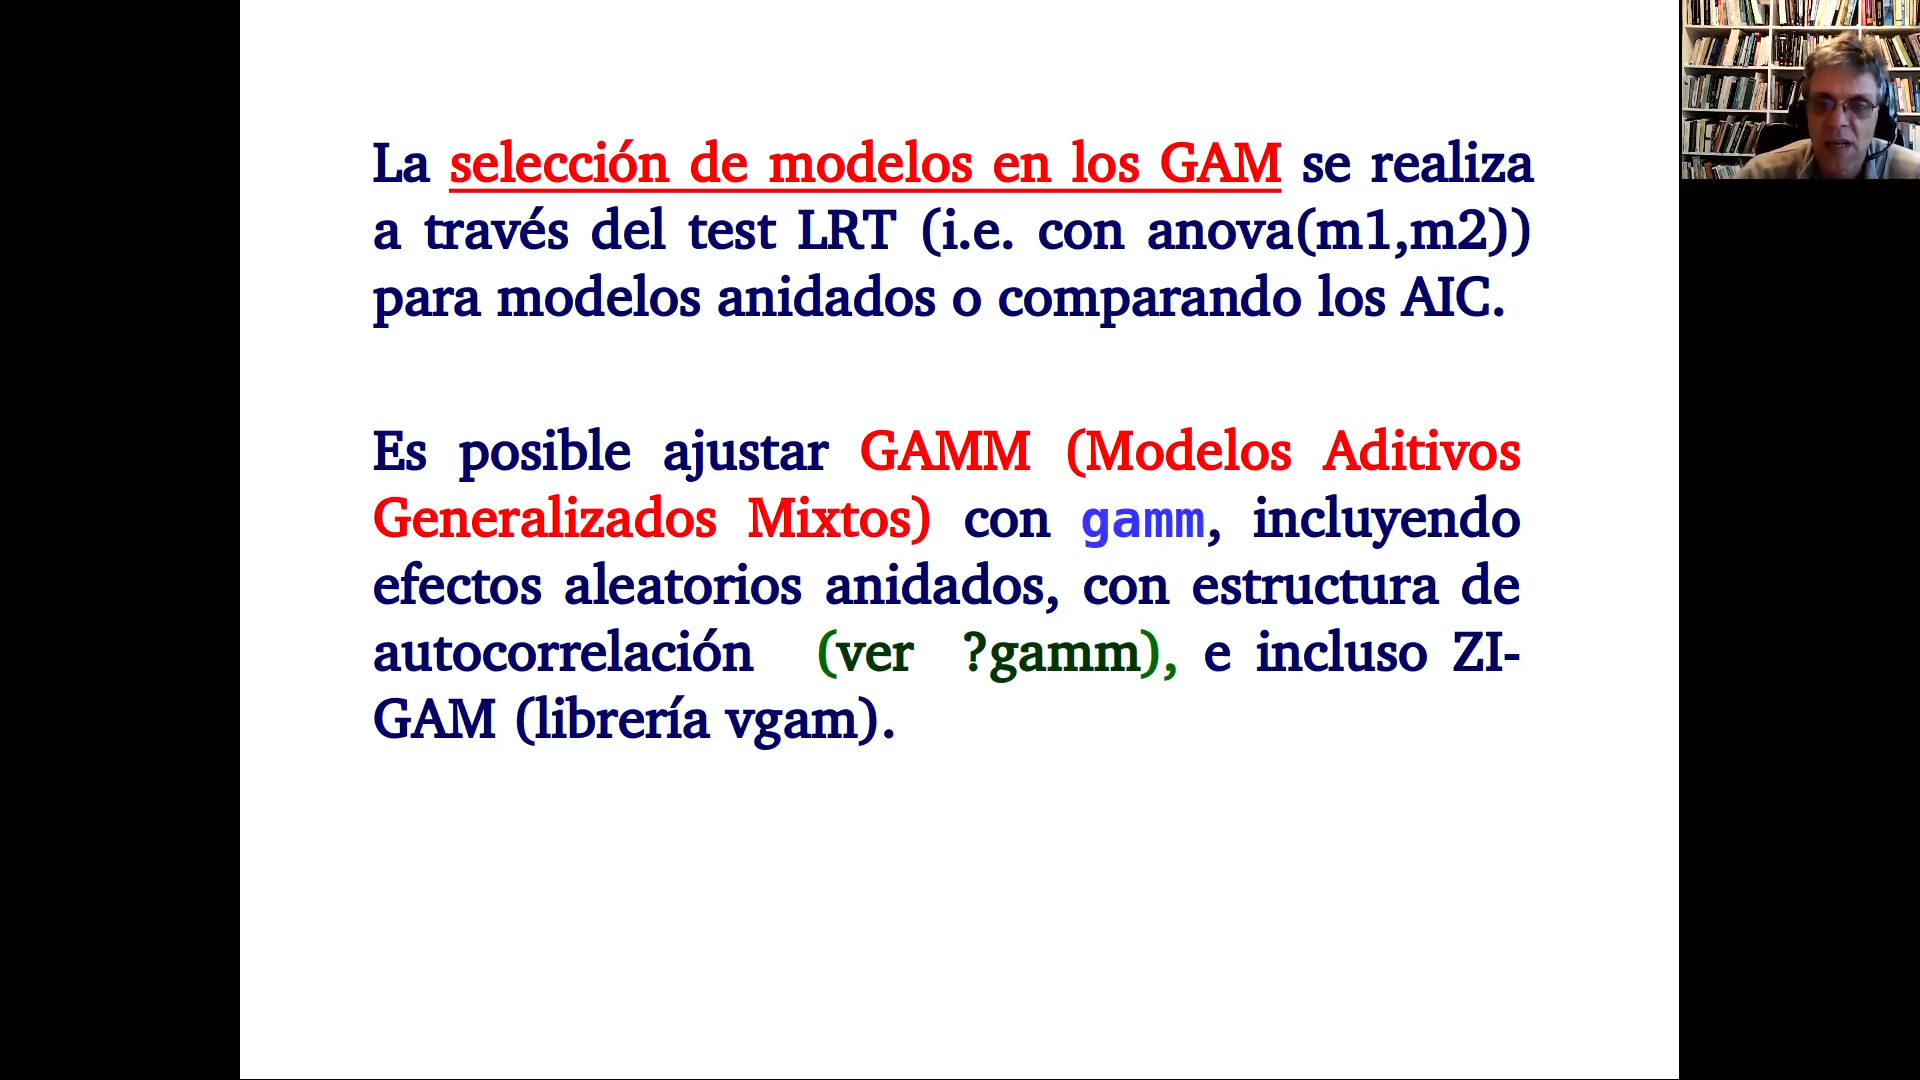 La selección de modelos en los GAM se realiza
a través del test LRT (i.e. con anova(m1,m2))
para modelos anidados o comparando los AIC.
Es posible ajustar GAMM (Modelos Aditivos
Generalizados Mixtos) con gamm, incluyendo
efectos aleatorios anidados, con estructura de
autocorrelación (ver ?gamm), e incluso ZI-
GAM (librería vgam).